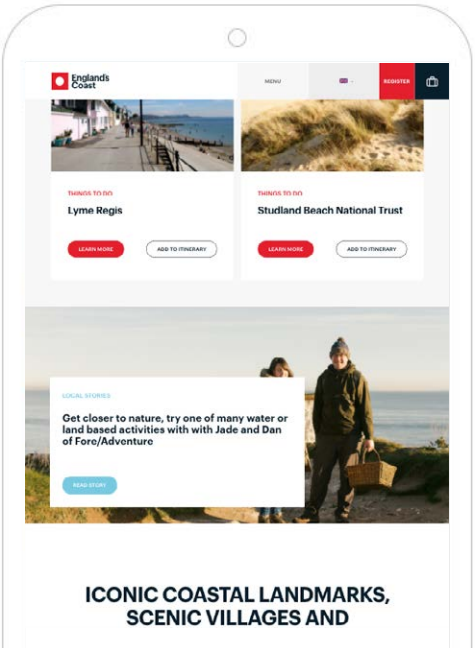 England's
Coast
MENU
REGISTER
THINGS TO DO
Lyme Regis
LEARN MORE
ADD TO ITINERARY
THINGS TO DO
Studland Beach National Trust
LEARN MORE
ADD TO ITINERARY
LOCAL STORIES
Get closer to nature, try one of many water or
land based activities with with Jade and Dan
of Fore/Adventure
READ STORY
ICONIC COASTAL LANDMARKS,
SCENIC VILLAGES AND